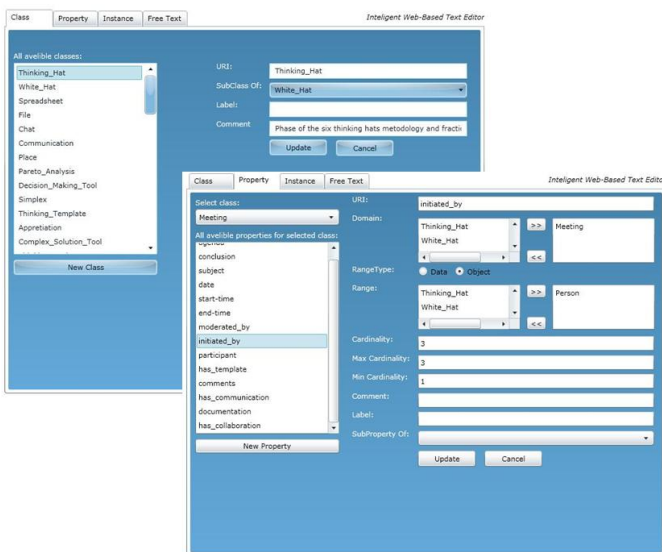 Class
Property
Instance
Free Text
Inteligent Web-Based Text Editor
All avelible classes:
Thinking_Hat
White_Hat
Spreadsheet
File
Chat
Communication
Place
Pareto_Analysis
Decision_Making_Tool
Simplex
Thinking_Template
Appretiation
Complex_Solution_Tool
New Class
URI:
Thinking_Hat
SubClass Of:
White_Hat
Label:
Comment
Phase of the six thinking hats metodology and fracti
Update
Cancel
Class
Property
Instance
Free Text
Inteligent Web-Based Text Edito
Select class:
Meeting
All avelible properties for selected class:
agenda
conclusion
subject
date
start-time
end-time
moderated_by
initiated_by
participant
has_template
comments
has_communication
documentation
has_collaboration
New Property
URI:
initiated_by
Domain:
Thinking_Hat
White_Hat
>>
<<
Meeting
RangeType:
Data
Object
Range:
Thinking_Hat
White_Hat
>>
<<
Person
Cardinality:
3
Max Cardinality:
3
Min Cardinality:
1
Comment:
Label:
SubProperty Of:
Update
Cancel